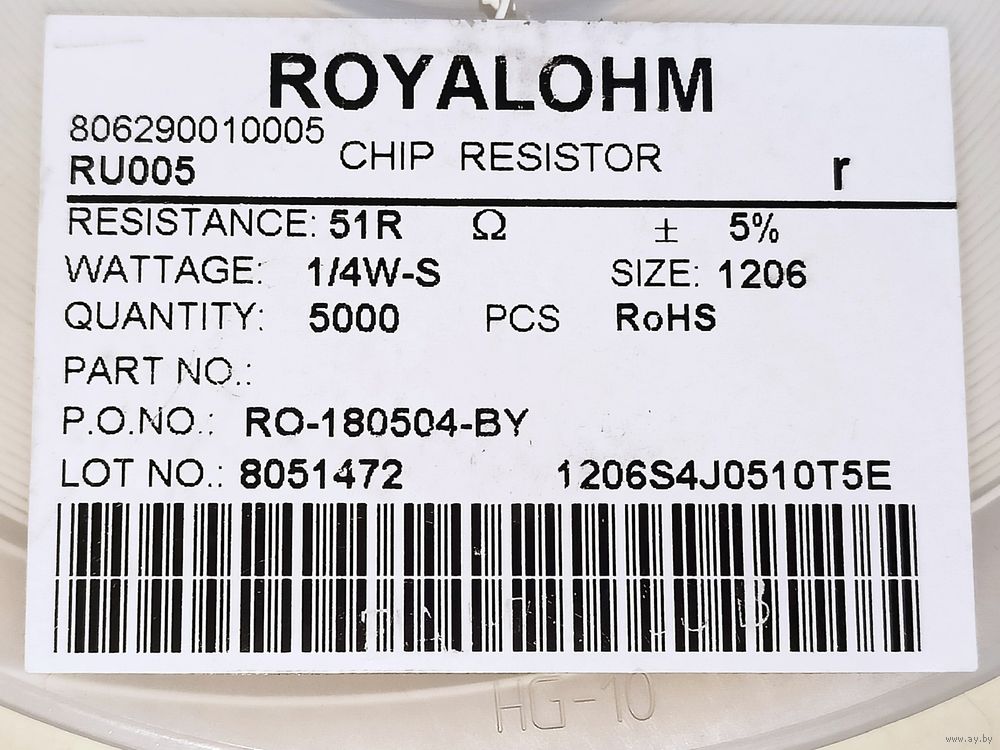 ROYALOHM
806290010005
RU005 CHIP RESISTOR r
RESISTANCE: 51R Ω ± 5%
WATTAGE: 1/4W-S SIZE: 1206
QUANTITY: 5000 PCS RoHS
PART NO.:
P.O.NO.: RO-180504-BY
LOT NO.: 8051472 1206S4J0510T5E
HG-10
www.ay.by